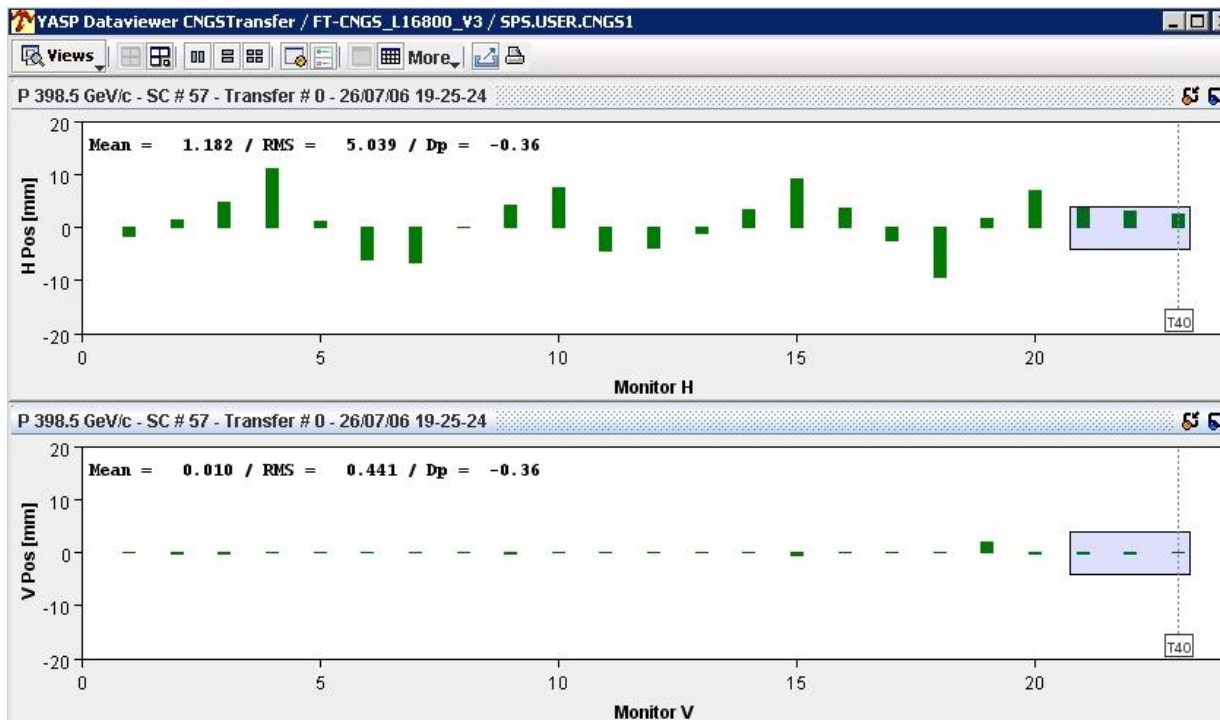 YASP Dataviewer CNGSTransfer / FT-CNGS_L16800_V3 / SPS.USER.CNGS1
Views More
P 398.5 GeV/c - SC # 57 - Transfer # 0 - 26/07/06 19-25-24
Mean = 1.182 / RMS = 5.039 / Dp = -0.36
H Pos [mm]
20
10
0
-10
-20
T40
0 5 10 15 20
Monitor H
P 398.5 GeV/c - SC # 57 - Transfer # 0 - 26/07/06 19-25-24
Mean = 0.010 / RMS = 0.441 / Dp = -0.36
V Pos [mm]
20
10
0
-10
-20
T40
0 5 10 15 20
Monitor V